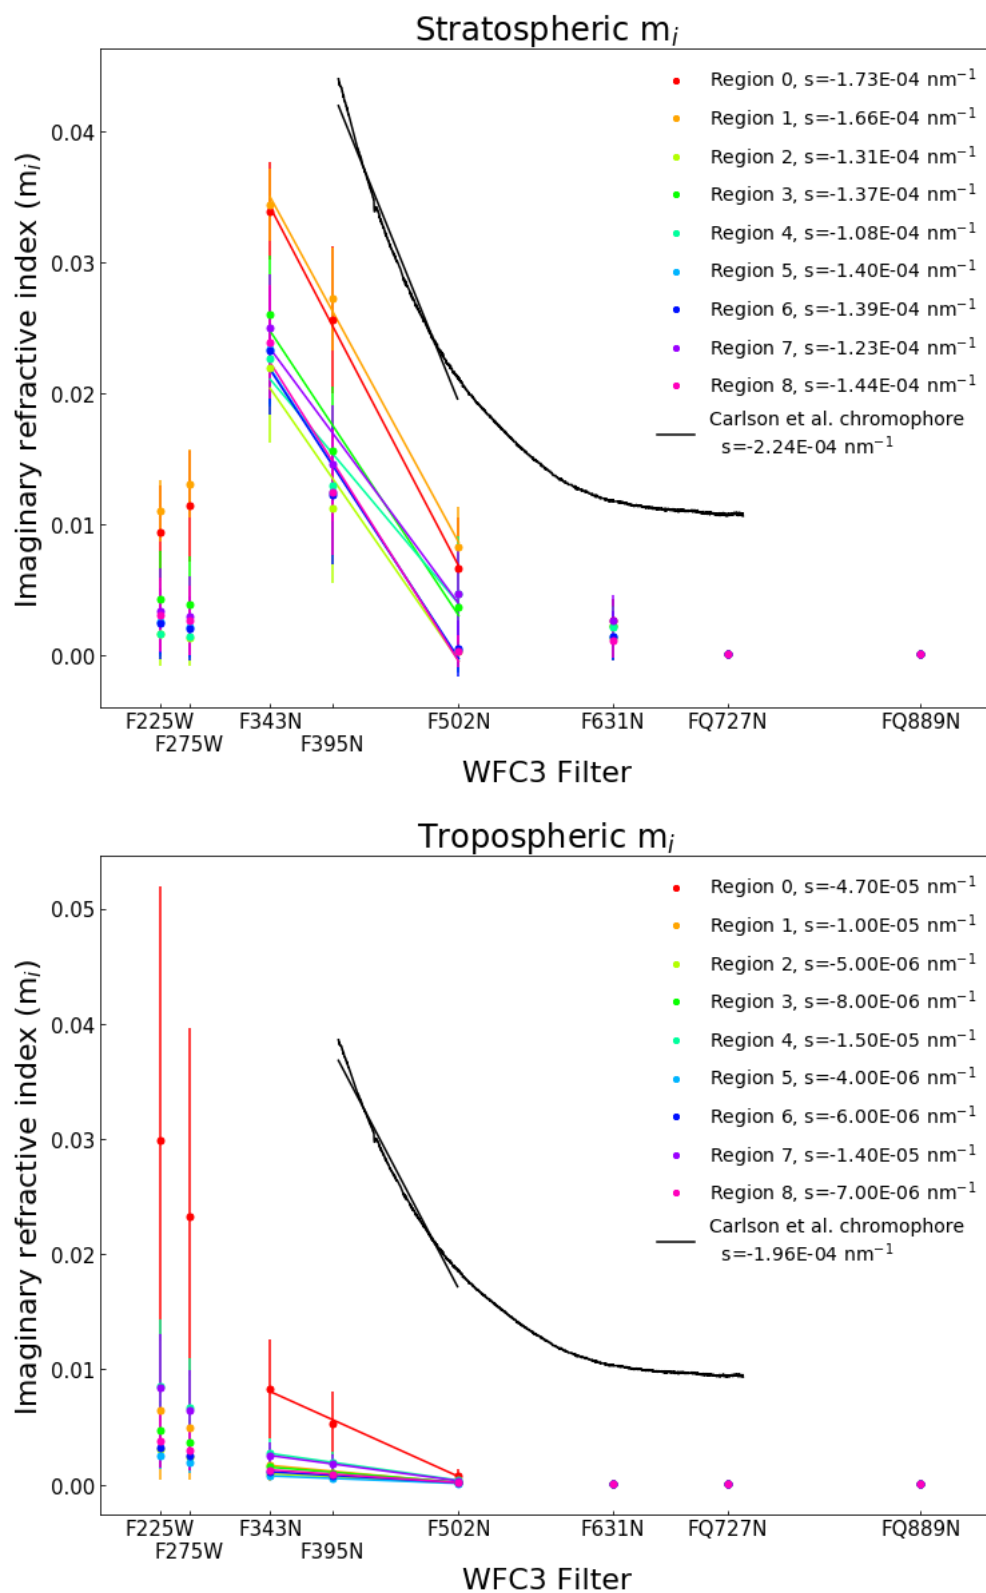 Stratospheric mᵢ
Imaginary refractive index (mᵢ)
0.04
0.03
0.02
0.01
0.00
Region 0, s=-1.73E-04 nm⁻¹
Region 1, s=-1.66E-04 nm⁻¹
Region 2, s=-1.31E-04 nm⁻¹
Region 3, s=-1.37E-04 nm⁻¹
Region 4, s=-1.08E-04 nm⁻¹
Region 5, s=-1.40E-04 nm⁻¹
Region 6, s=-1.39E-04 nm⁻¹
Region 7, s=-1.23E-04 nm⁻¹
Region 8, s=-1.44E-04 nm⁻¹
Carlson et al. chromophore
s=-2.24E-04 nm⁻¹
F225W F343N F502N F631N FQ727N FQ889N
F275W F395N
WFC3 Filter
Tropospheric mᵢ
Imaginary refractive index (mᵢ)
0.05
0.04
0.03
0.02
0.01
0.00
Region 0, s=-4.70E-05 nm⁻¹
Region 1, s=-1.00E-05 nm⁻¹
Region 2, s=-5.00E-06 nm⁻¹
Region 3, s=-8.00E-06 nm⁻¹
Region 4, s=-1.50E-05 nm⁻¹
Region 5, s=-4.00E-06 nm⁻¹
Region 6, s=-6.00E-06 nm⁻¹
Region 7, s=-1.40E-05 nm⁻¹
Region 8, s=-7.00E-06 nm⁻¹
Carlson et al. chromophore
s=-1.96E-04 nm⁻¹
F225W F343N F502N F631N FQ727N FQ889N
F275W F395N
WFC3 Filter